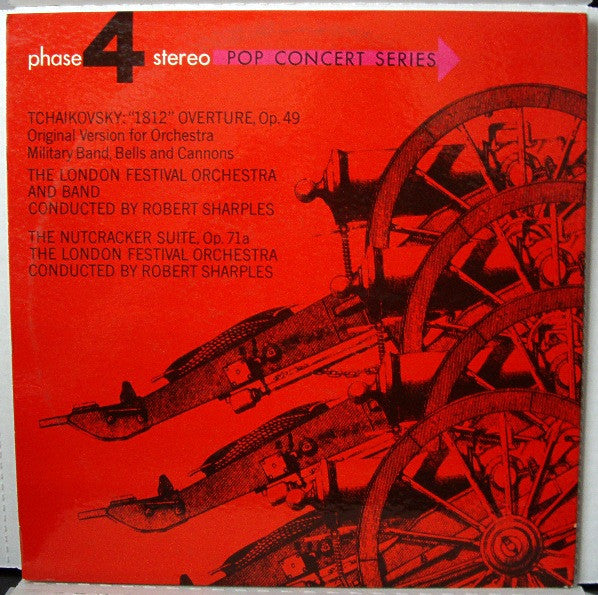 phase 4 stereo POP CONCERT SERIES
TCHAIKOVSKY: "1812" OVERTURE, Op. 49
Original Version for Orchestra
Military Band, Bells and Cannons
THE LONDON FESTIVAL ORCHESTRA
AND BAND
CONDUCTED BY ROBERT SHARPLES
THE NUTCRACKER SUITE, Op. 71a
THE LONDON FESTIVAL ORCHESTRA
CONDUCTED BY ROBERT SHARPLES